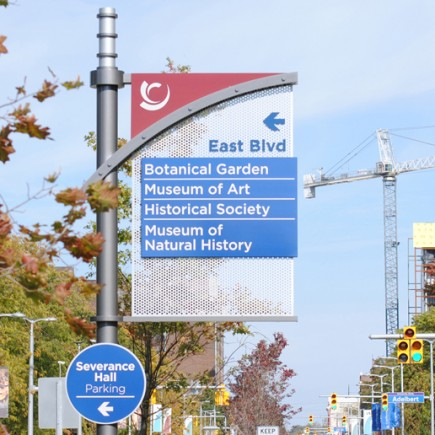 East Blvd
Botanical Garden
Museum of Art
Historical Society
Museum of
Natural History
Severance
Hall
Parking
Adelbert
KEEP